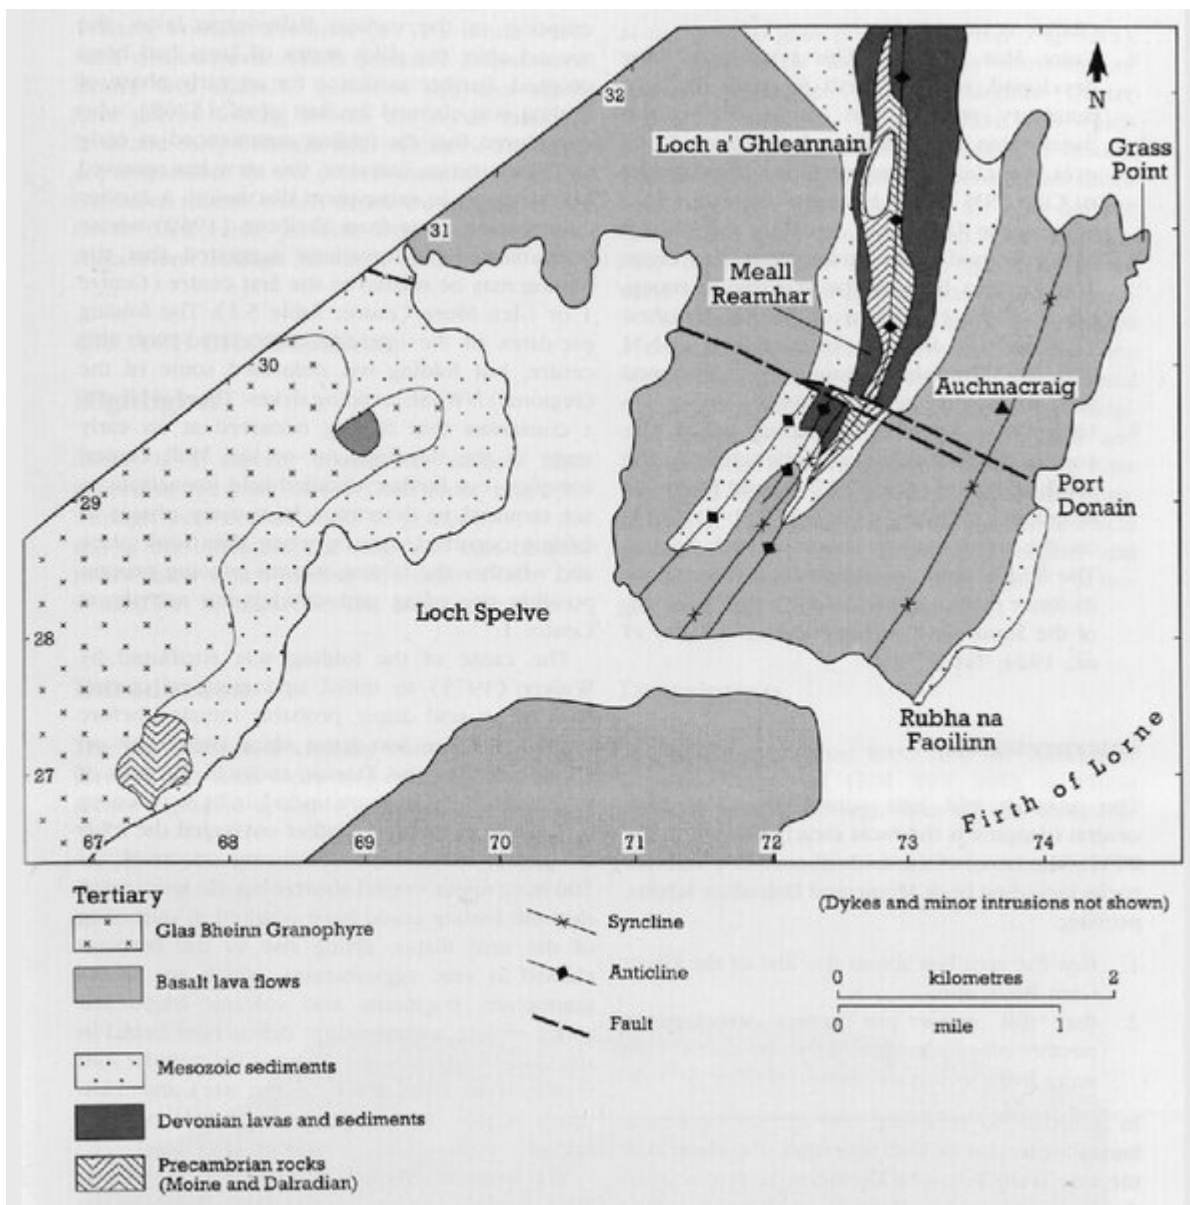 32
Loch a' Ghleannain
N
Grass
Point
31
Meall
Reamhar
30
Auchnacraig
29
Port
Donain
Loch Spelve
28
Rubha na
Faoilinn
27
Firth of Lorne
67
68
69
70
71
72
73
74
(Dykes and minor intrusions not shown)
Tertiary
Glas Bheinn Granophyre
Basalt lava flows
Mesozoic sediments
Devonian lavas and sediments
Precambrian rocks
(Moine and Dalradian)
Syncline
Anticline
Fault
0 kilometres 2
0 mile 1